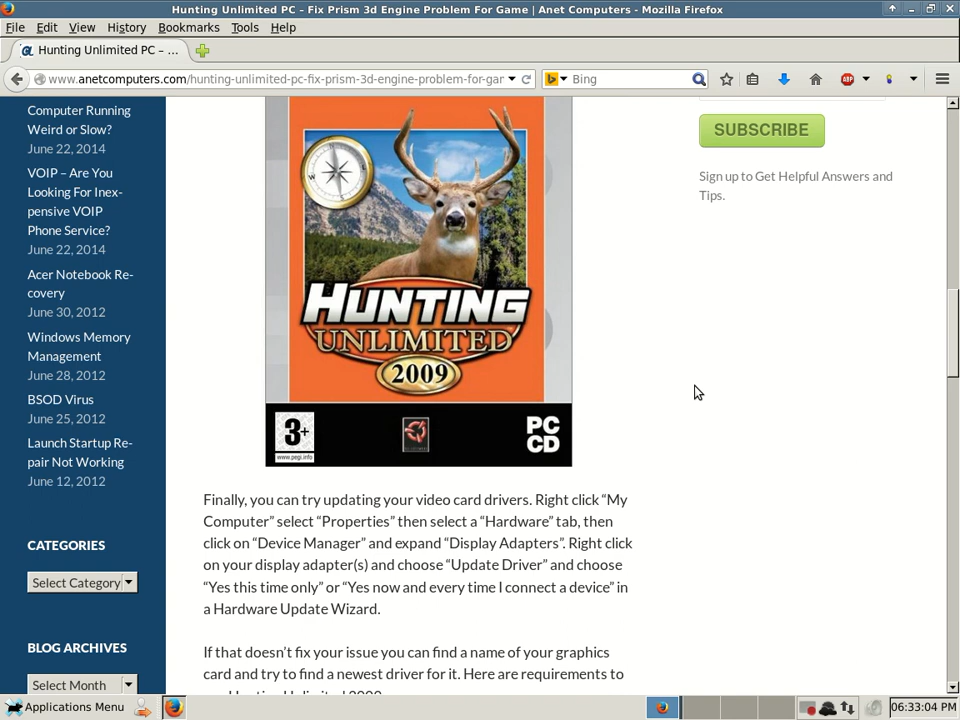 Hunting Unlimited PC – Fix Prism 3d Engine Problem For Game | Anet Computers - Mozilla Firefox
File Edit View History Bookmarks Tools Help
Hunting Unlimited PC – ...
www.anetcomputers.com/hunting-unlimited-pc-fix-prism-3d-engine-problem-for-gar
Bing
ABP
Computer Running
Weird or Slow?
June 22, 2014
VOIP – Are You
Looking For Inex-
pensive VOIP
Phone Service?
June 22, 2014
Acer Notebook Re-
covery
June 30, 2012
Windows Memory
Management
June 28, 2012
BSOD Virus
June 25, 2012
Launch Startup Re-
pair Not Working
June 12, 2012
CATEGORIES
Select Category
BLOG ARCHIVES
Select Month
N
W
E
S
HUNTING
UNLIMITED
2009
3+
www.pegi.info
PC
CD
Finally, you can try updating your video card drivers. Right click “My
Computer” select “Properties” then select a “Hardware” tab, then
click on “Device Manager” and expand “Display Adapters”. Right click
on your display adapter(s) and choose “Update Driver” and choose
“Yes this time only” or “Yes now and every time I connect a device” in
a Hardware Update Wizard.
If that doesn’t fix your issue you can find a name of your graphics
card and try to find a newest driver for it. Here are requirements to
run Hunting Unlimited 2009
SUBSCRIBE
Sign up to Get Helpful Answers and
Tips.
Applications Menu
06:33:04 PM